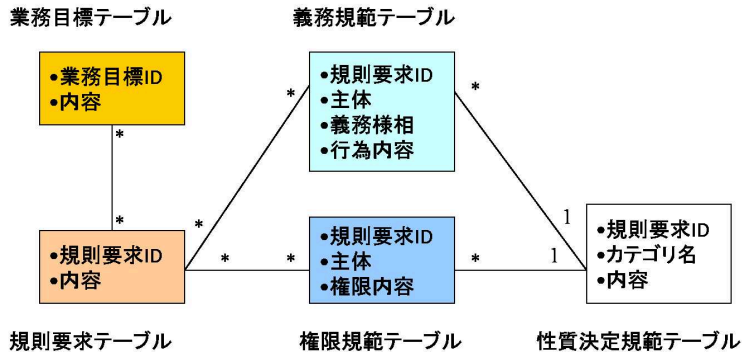 業務目標テーブル
•業務目標ID
•内容
*
*
•規則要求ID
•内容
規則要求テーブル
義務規範テーブル
•規則要求ID
•主体
•義務様相
•行為内容
*
*
*
1
•規則要求ID
•主体
•権限内容
*
*
*
1
権限規範テーブル
•規則要求ID
•カテゴリ名
•内容
性質決定規範テーブル